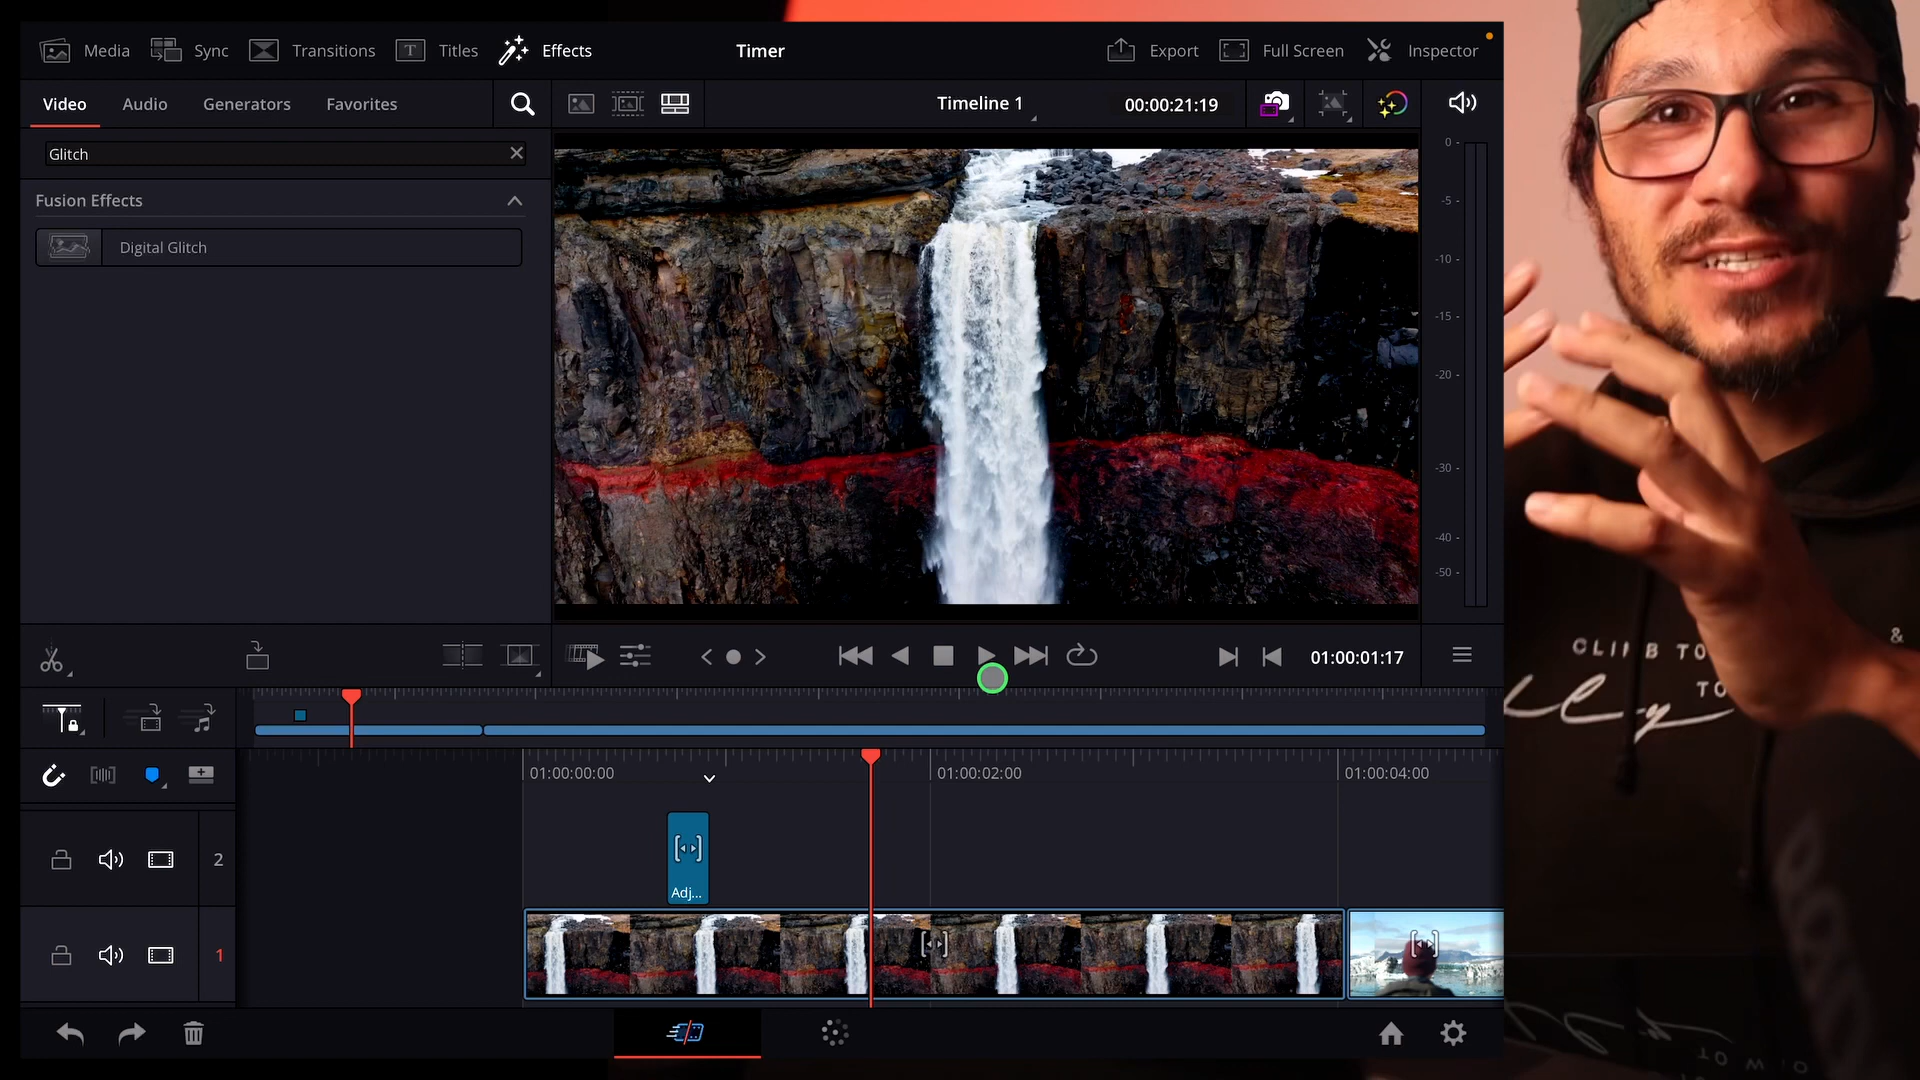 Media Sync Transitions T Titles Effects Timer Export Full Screen Inspector
Video Audio Generators Favorites Timeline 1 00:00:21:19
Glitch
Fusion Effects
Digital Glitch
0
-5
-10
-15
-20
-30
-40
-50
01:00:01:17
01:00:00:00 01:00:02:00 01:00:04:00
2
Adj...
1
&
TO
TO